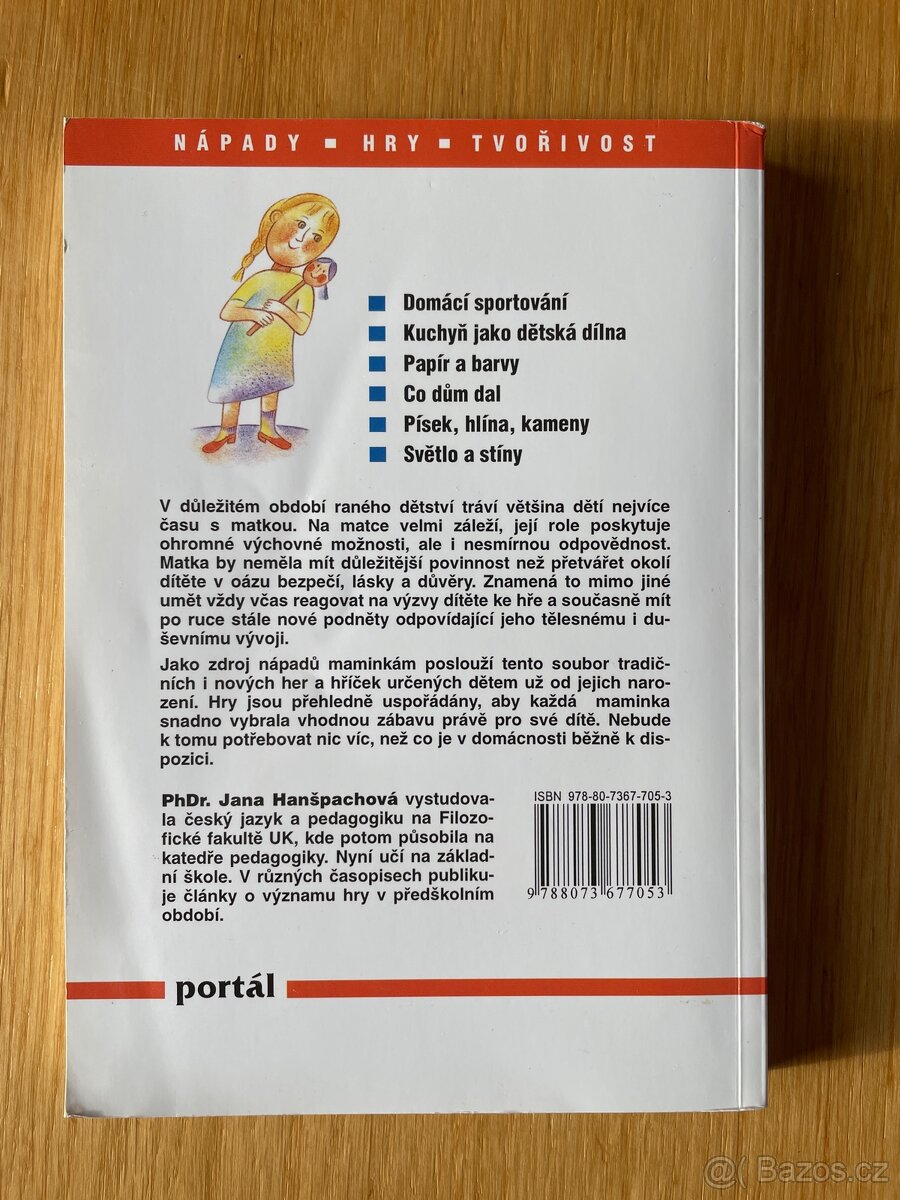 NÁPADY ■ HRY ■ TVOŘIVOST
■ Domácí sportování
■ Kuchyň jako dětská dílna
■ Papír a barvy
■ Co dům dal
■ Písek, hlína, kameny
■ Světlo a stíny
V důležitém období raného dětství tráví většina dětí nejvíce
času s matkou. Na matce velmi záleží, její role poskytuje
ohromné výchovné možnosti, ale i nesmírnou odpovědnost.
Matka by neměla mít důležitější povinnost než přetvářet okolí
dítěte v oázu bezpečí, lásky a důvěry. Znamená to mimo jiné
umět vždy včas reagovat na výzvy dítěte ke hře a současně mít
po ruce stále nové podněty odpovídající jeho tělesnému i du-
ševnímu vývoji.
Jako zdroj nápadů maminkám poslouží tento soubor tradič-
ních i nových her a hříček určených dětem už od jejich naro-
zení. Hry jsou přehledně uspořádány, aby každá maminka
snadno vybrala vhodnou zábavu právě pro své dítě. Nebude
k tomu potřebovat nic víc, než co je v domácnosti běžně k dis-
pozici.
PhDr. Jana Hanšpachová vystudova-
la český jazyk a pedagogiku na Filozo-
fické fakultě UK, kde potom působila na
katedře pedagogiky. Nyní učí na základ-
ní škole. V různých časopisech publiku-
je články o významu hry v předškolním
období.
ISBN 978-80-7367-705-3
9 788073 677053
portál
@( Bazos.cz